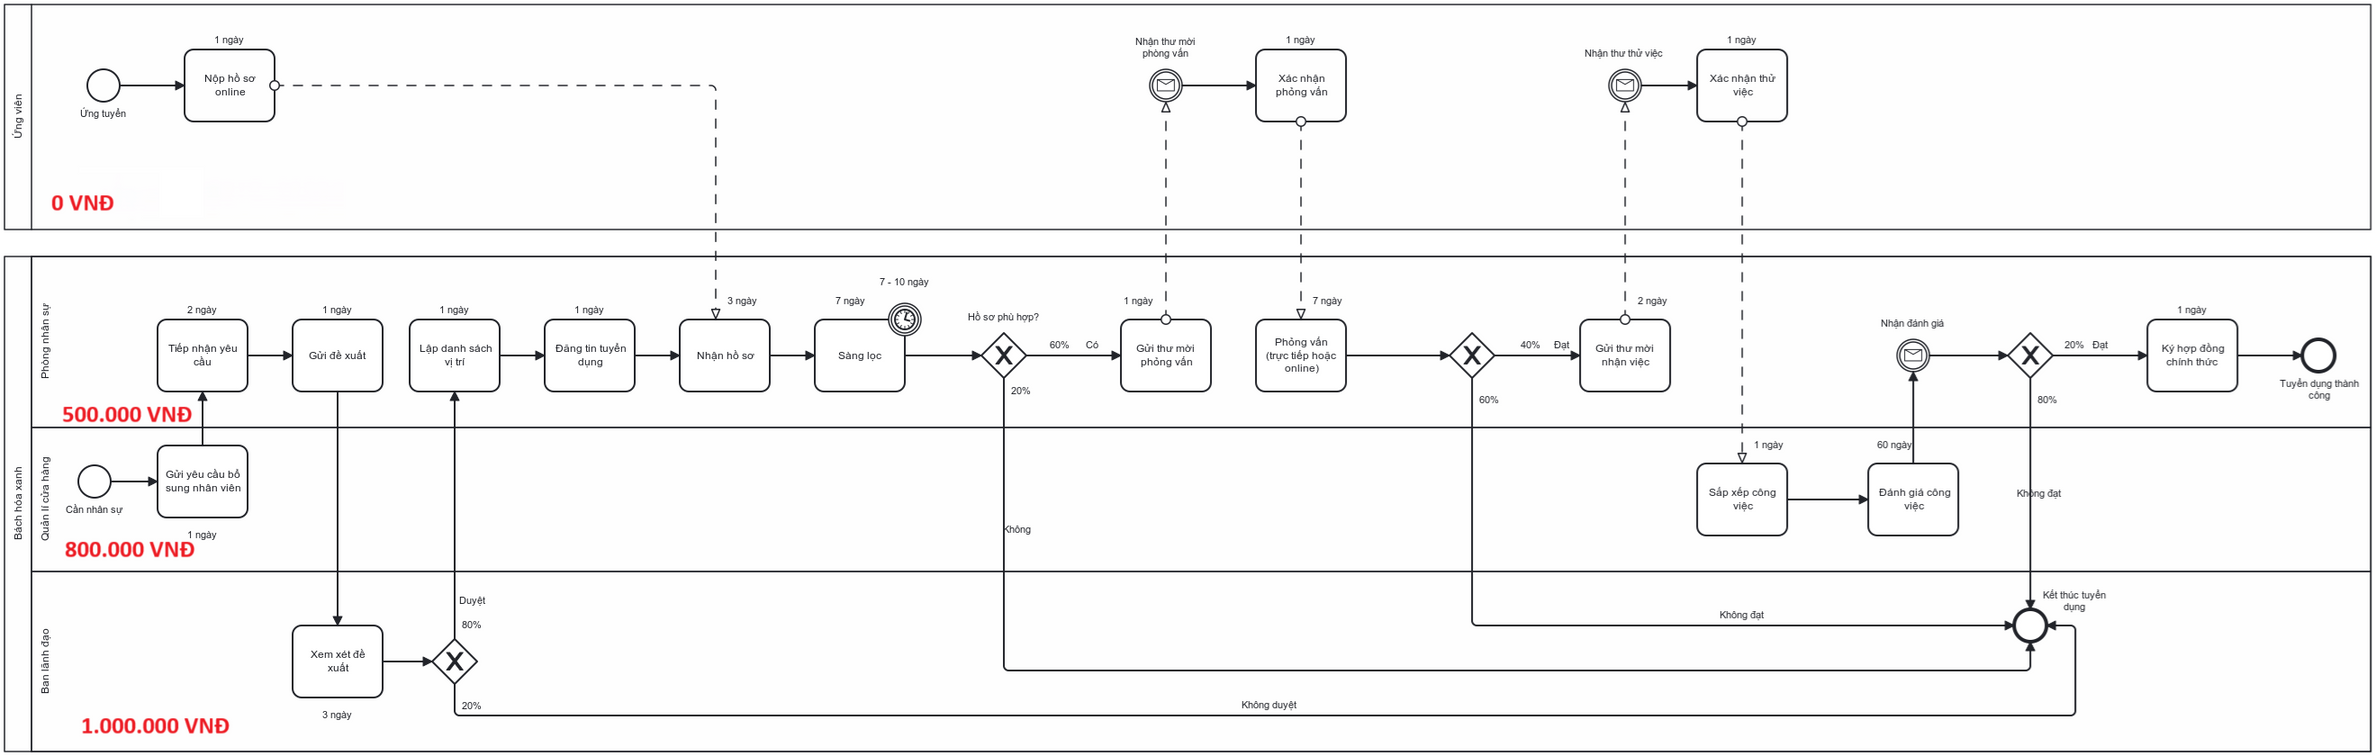 Ứng viên
1 ngày
Nộp hồ sơ
online
Ứng tuyển
Nhận thư mời
phỏng vấn
1 ngày
Xác nhận
phỏng vấn
Nhận thư thử việc
1 ngày
Xác nhận thử
việc
0 VNĐ
Bách hóa xanh
Phòng nhân sự
2 ngày
Tiếp nhận yêu
cầu
1 ngày
Gửi đề xuất
1 ngày
Lập danh sách
vị trí
1 ngày
Đăng tin tuyển
dụng
3 ngày
Nhận hồ sơ
7 ngày
7 - 10 ngày
Sàng lọc
Hồ sơ phù hợp?
60%
Có
20%
Không
1 ngày
Gửi thư mời
phỏng vấn
7 ngày
Phỏng vấn
(trực tiếp hoặc
online)
40%
Đạt
60%
Không đạt
2 ngày
Gửi thư mời
nhận việc
Nhận đánh giá
20%
Đạt
80%
Không đạt
1 ngày
Ký hợp đồng
chính thức
Tuyển dụng thành
công
500.000 VNĐ
Quản lí cửa hàng
Cần nhân sự
Gửi yêu cầu bổ
sung nhân viên
1 ngày
800.000 VNĐ
1 ngày
Sắp xếp công
việc
60 ngày
Đánh giá công
việc
Ban lãnh đạo
Xem xét đề
xuất
3 ngày
Duyệt
80%
20%
Không duyệt
Kết thúc tuyển
dụng
1.000.000 VNĐ